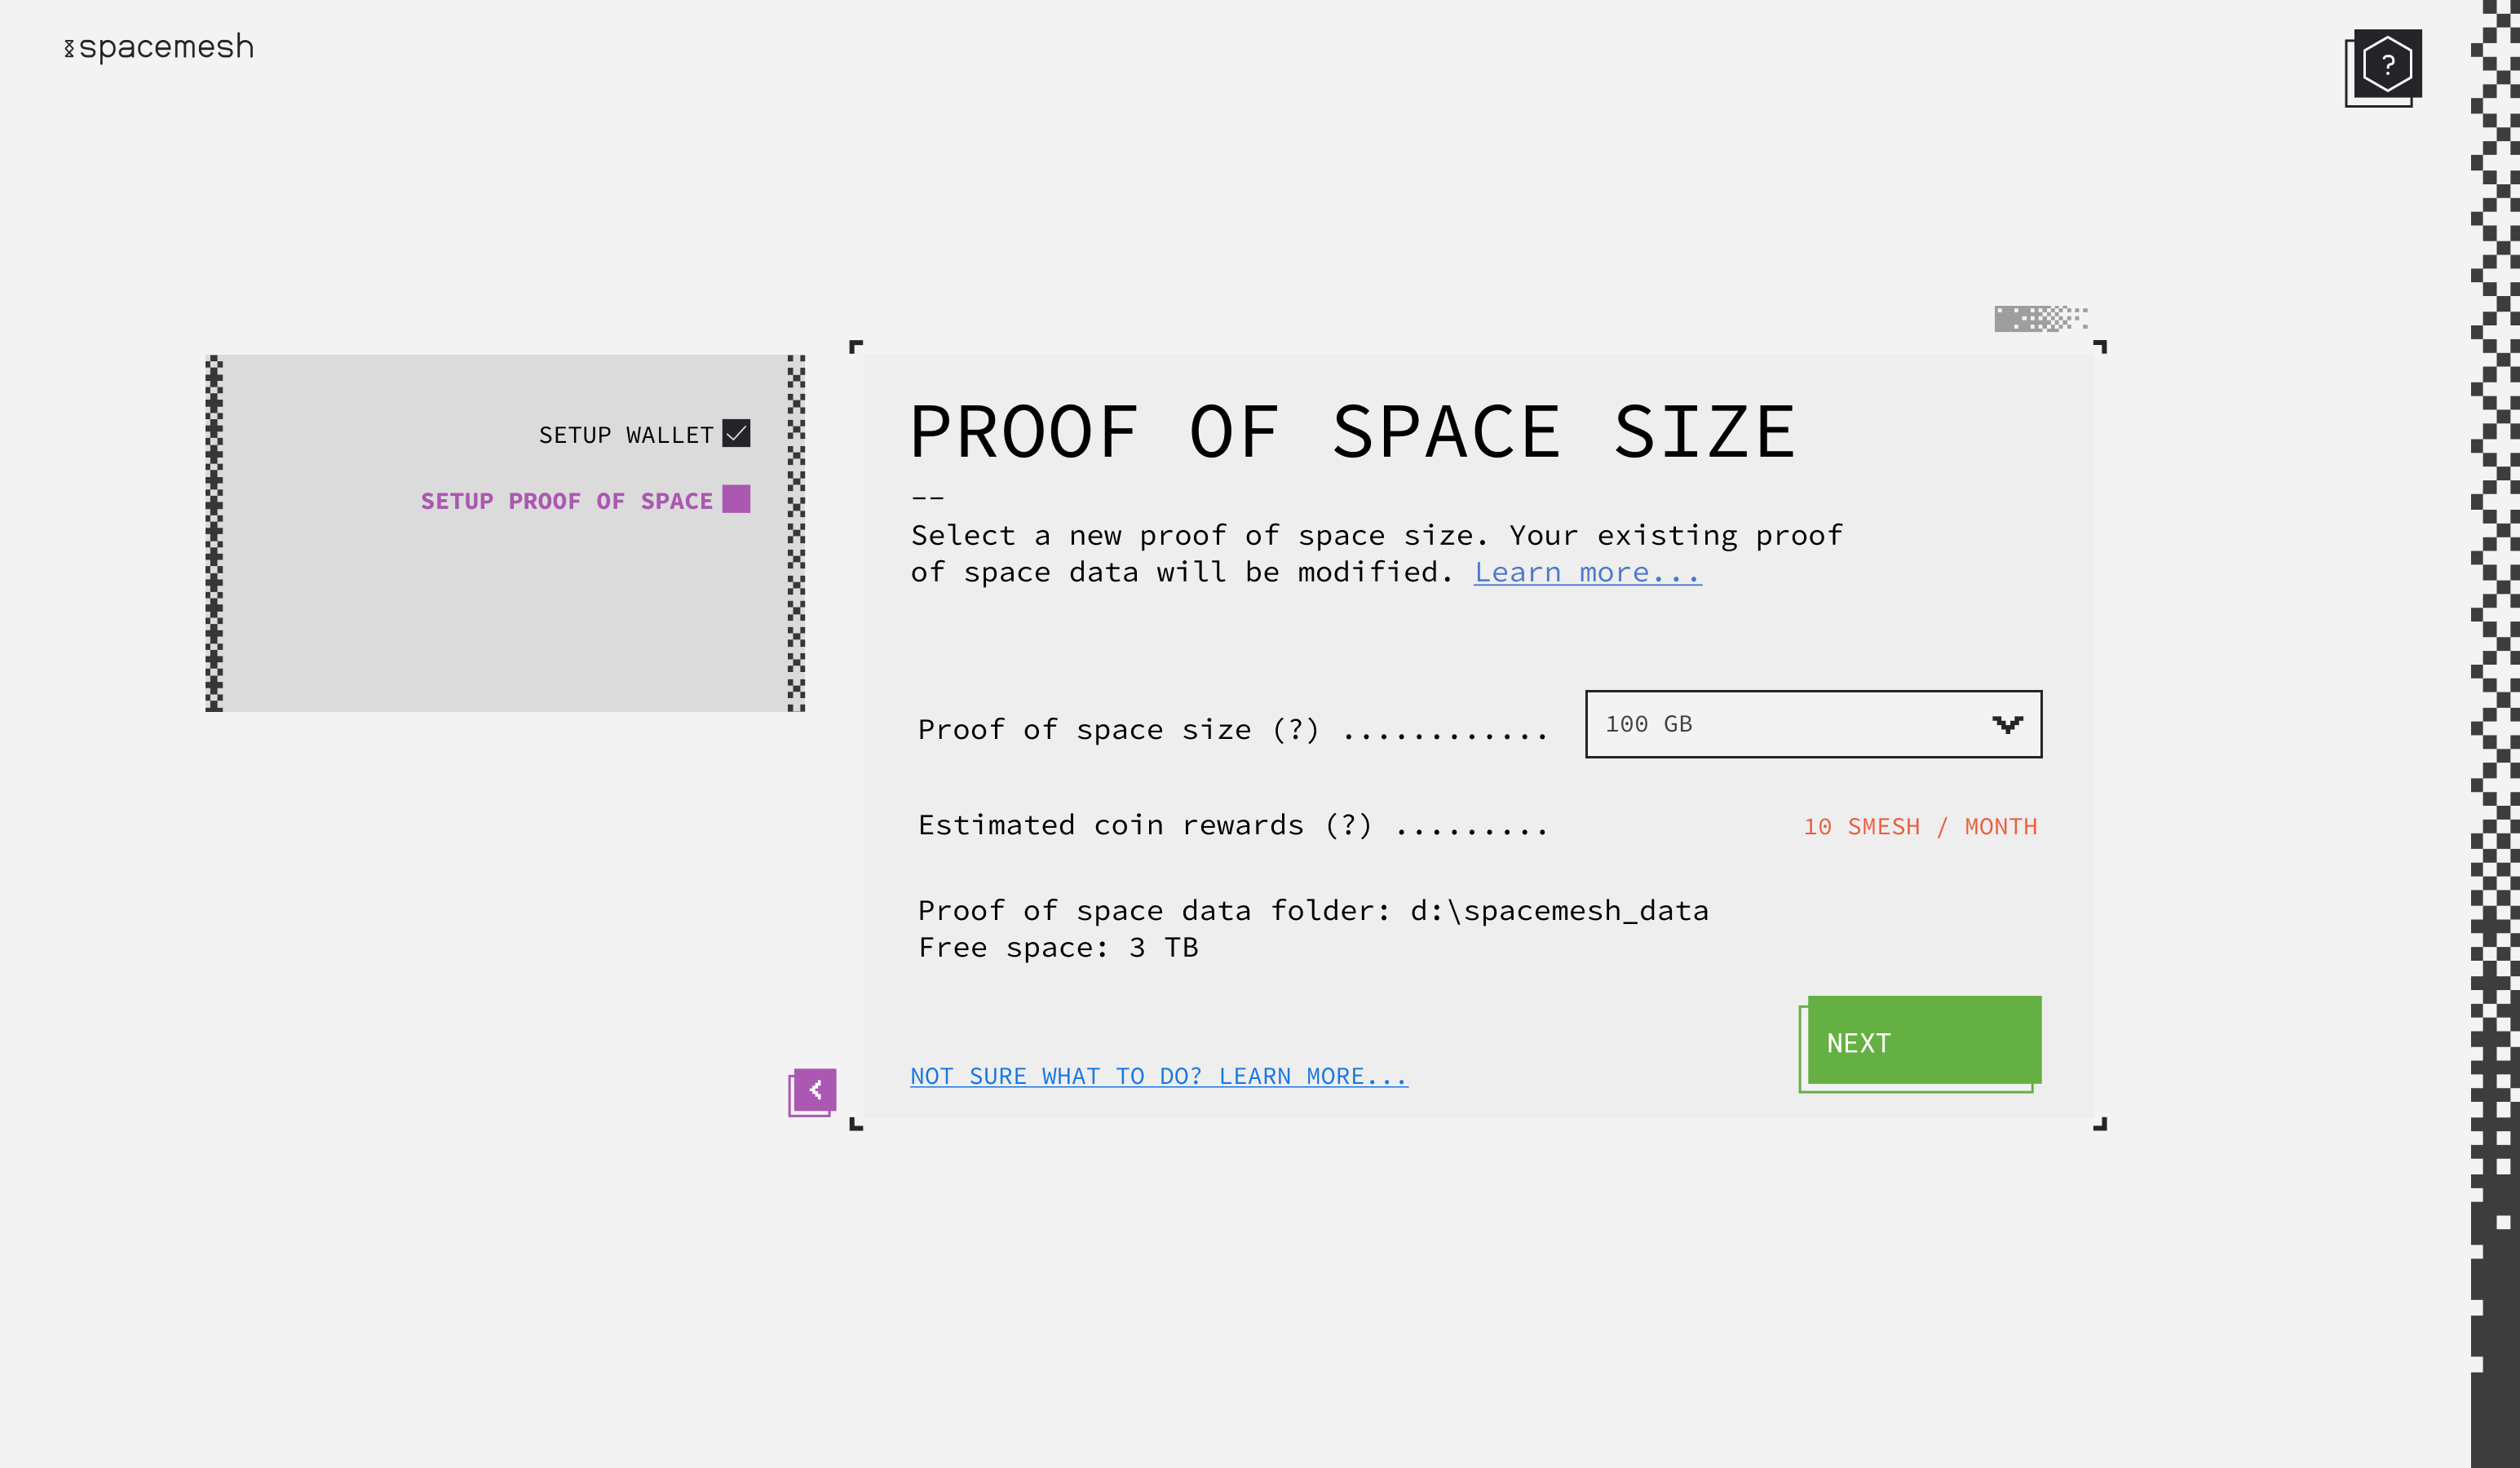 spacemesh
?
SETUP WALLET
SETUP PROOF OF SPACE
PROOF OF SPACE SIZE
--
Select a new proof of space size. Your existing proof
of space data will be modified. Learn more...
Proof of space size (?) ............ 100 GB
Estimated coin rewards (?) ......... 10 SMESH / MONTH
Proof of space data folder: d:\spacemesh_data
Free space: 3 TB
NEXT
NOT SURE WHAT TO DO? LEARN MORE...